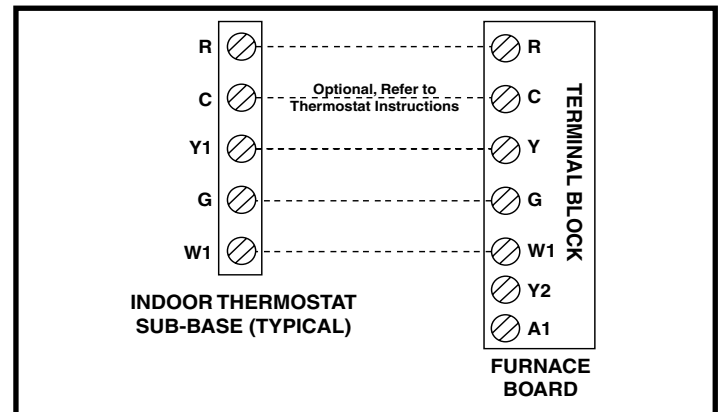 R
R
C
Optional, Refer to
Thermostat Instructions
C
Y1
Y
G
G
W1
W1
Y2
A1
TERMINAL BLOCK
INDOOR THERMOSTAT
SUB-BASE (TYPICAL)
FURNACE
BOARD